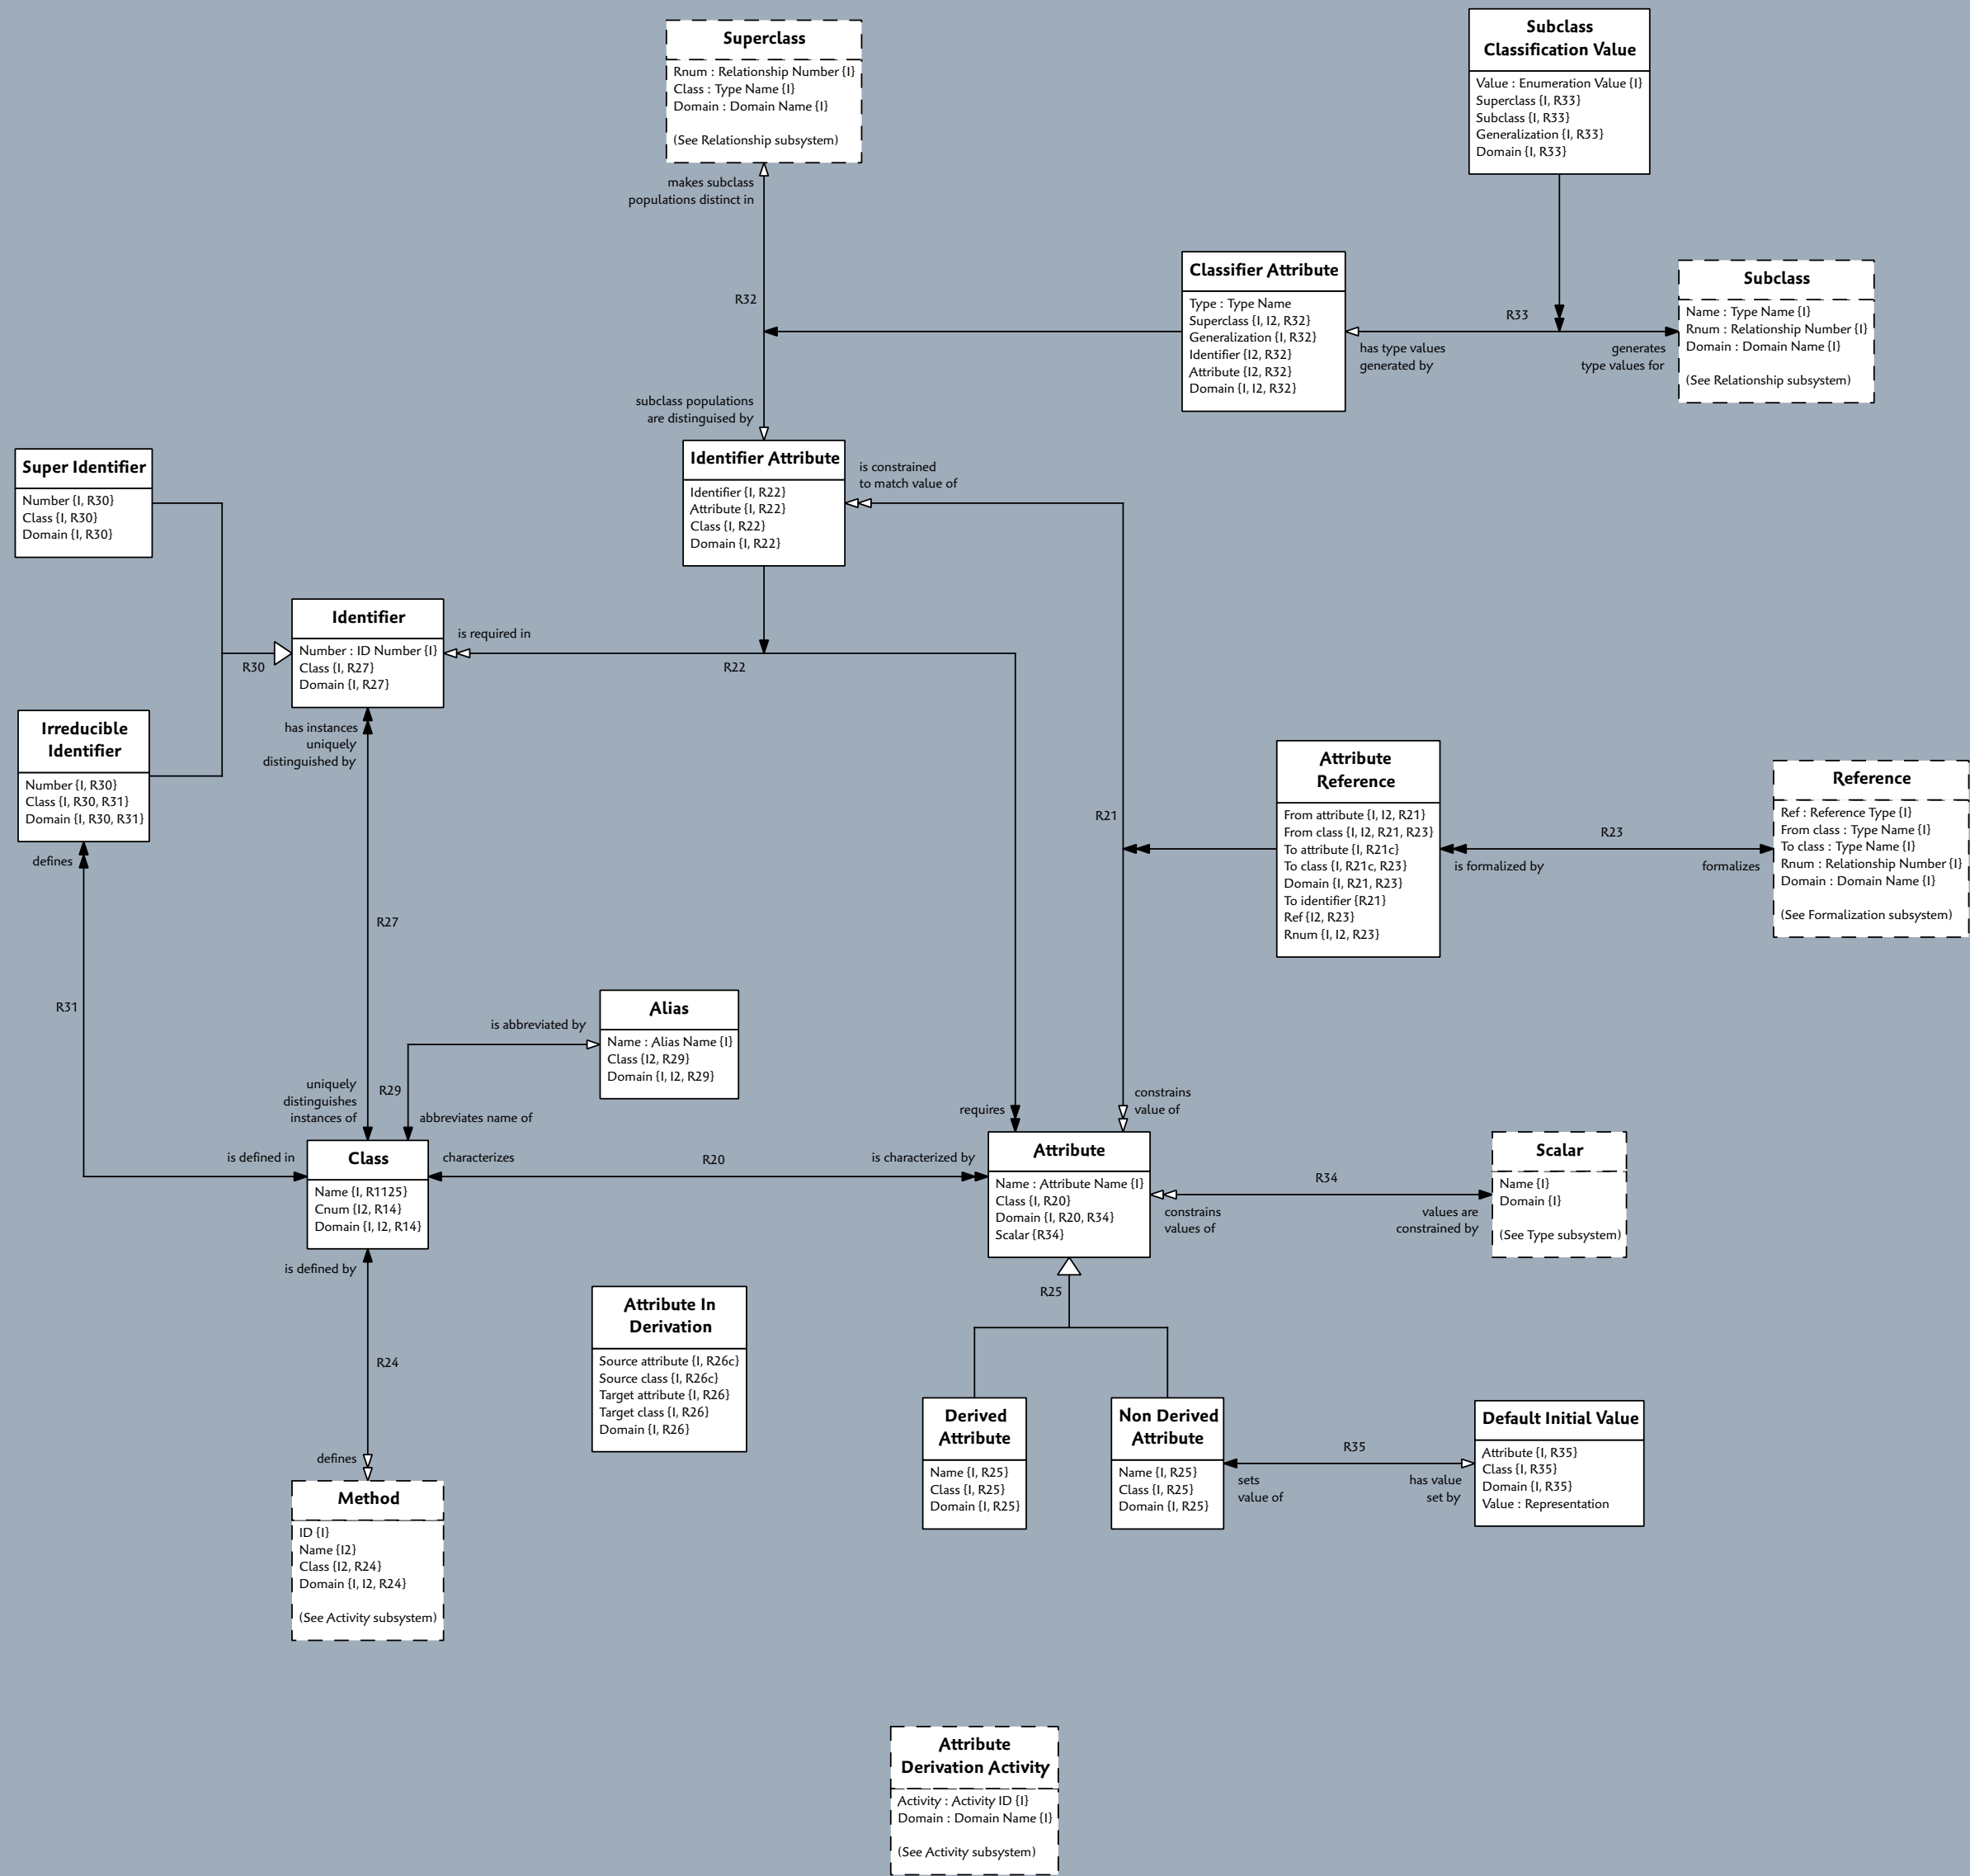 Superclass
Rnum : Relationship Number {I}
Class : Type Name {I}
Domain : Domain Name {I}
(See Relationship subsystem)
Subclass
Classification Value
Value : Enumeration Value {I}
Superclass {I, R33}
Subclass {I, R33}
Generalization {I, R33}
Domain {I, R33}
makes subclass
populations distinct in
R32
subclass populations
are distinguised by
Classifier Attribute
Type : Type Name
Superclass {I, I2, R32}
Generalization {I, R32}
Identifier {I2, R32}
Attribute {I2, R32}
Domain {I, I2, R32}
R33
has type values
generated by
generates
type values for
Subclass
Name : Type Name {I}
Rnum : Relationship Number {I}
Domain : Domain Name {I}
(See Relationship subsystem)
Super Identifier
Number {I, R30}
Class {I, R30}
Domain {I, R30}
Identifier Attribute
Identifier {I, R22}
Attribute {I, R22}
Class {I, R22}
Domain {I, R22}
is constrained
to match value of
Identifier
Number : ID Number {I}
Class {I, R27}
Domain {I, R27}
R30
is required in
R22
Irreducible
Identifier
Number {I, R30}
Class {I, R30, R31}
Domain {I, R30, R31}
has instances
uniquely
distinguished by
defines
R21
Attribute
Reference
From attribute {I, I2, R21}
From class {I, I2, R21, R23}
To attribute {I, R21c}
To class {I, R21c, R23}
Domain {I, R21, R23}
To identifier {R21}
Ref {I2, R23}
Rnum {I, I2, R23}
R23
is formalized by
formalizes
Reference
Ref : Reference Type {I}
From class : Type Name {I}
To class : Type Name {I}
Rnum : Relationship Number {I}
Domain : Domain Name {I}
(See Formalization subsystem)
R27
R31
is abbreviated by
Alias
Name : Alias Name {I}
Class {I2, R29}
Domain {I, I2, R29}
uniquely
distinguishes
instances of
R29
abbreviates name of
requires
constrains
value of
is defined in
Class
Name {I, R1125}
Cnum {I2, R14}
Domain {I, I2, R14}
characterizes
R20
is characterized by
Attribute
Name : Attribute Name {I}
Class {I, R20}
Domain {I, R20, R34}
Scalar {R34}
R34
constrains
values of
values are
constrained by
Scalar
Name {I}
Domain {I}
(See Type subsystem)
is defined by
R24
defines
Attribute In
Derivation
Source attribute {I, R26c}
Source class {I, R26c}
Target attribute {I, R26}
Target class {I, R26}
Domain {I, R26}
R25
Derived
Attribute
Name {I, R25}
Class {I, R25}
Domain {I, R25}
Non Derived
Attribute
Name {I, R25}
Class {I, R25}
Domain {I, R25}
R35
sets
value of
has value
set by
Default Initial Value
Attribute {I, R35}
Class {I, R35}
Domain {I, R35}
Value : Representation
Method
ID {I}
Name {I2}
Class {I2, R24}
Domain {I, I2, R24}
(See Activity subsystem)
Attribute
Derivation Activity
Activity : Activity ID {I}
Domain : Domain Name {I}
(See Activity subsystem)